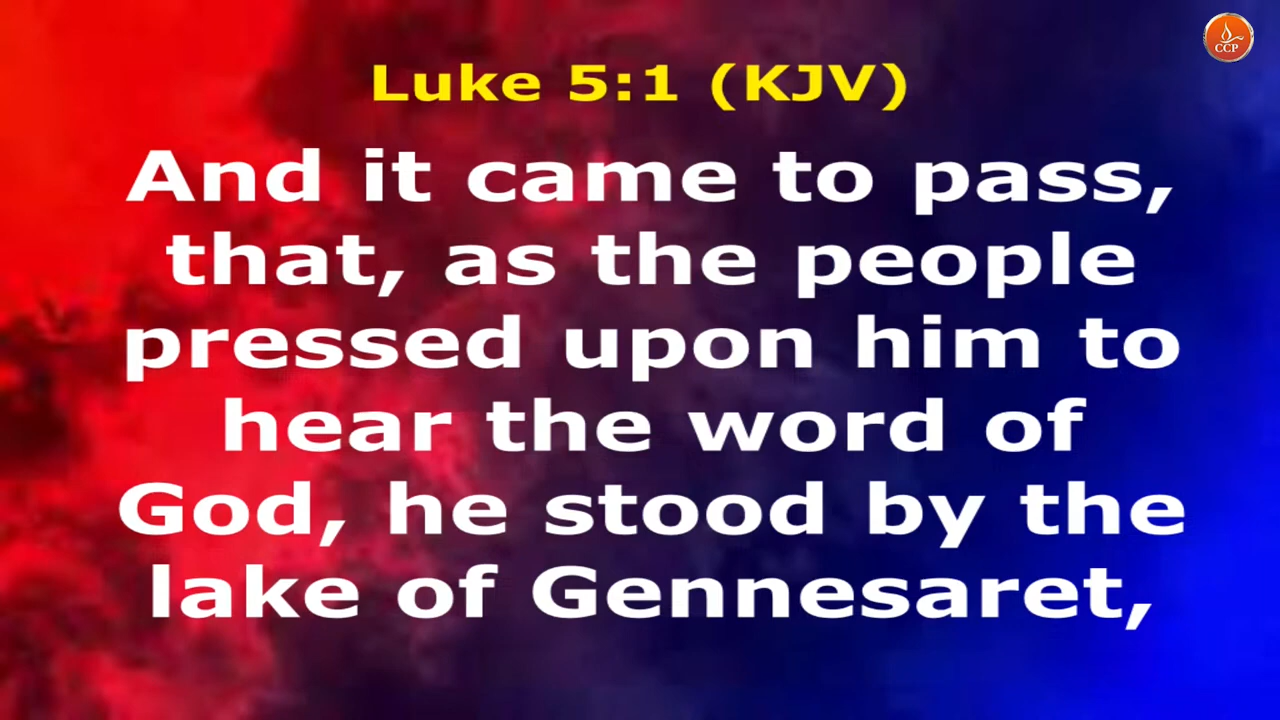 CCP
Luke 5:1 (KJV)
And it came to pass,
that, as the people
pressed upon him to
hear the word of
God, he stood by the
lake of Gennesaret,